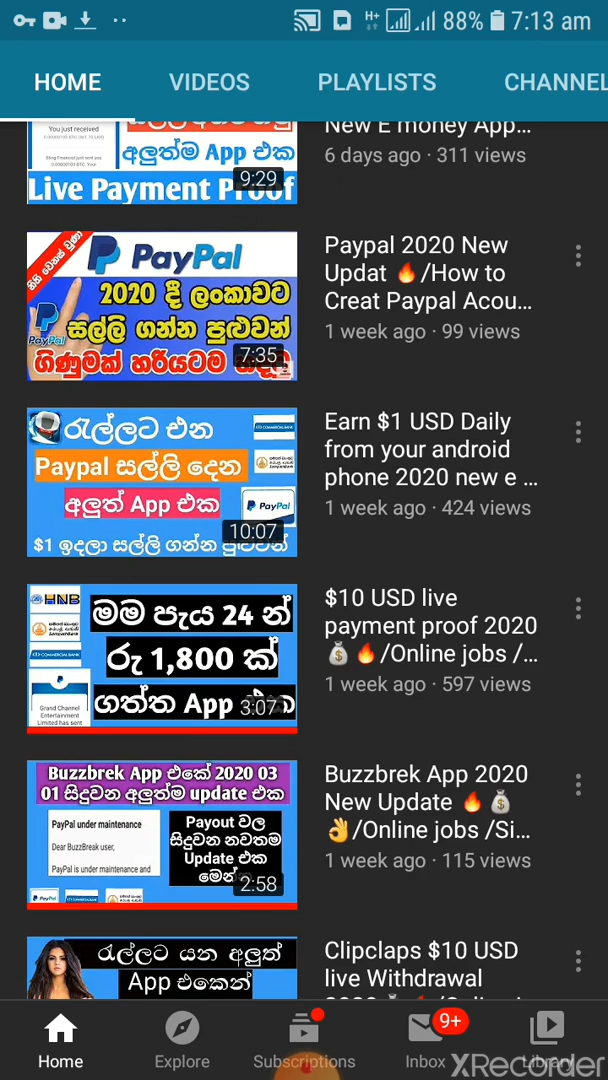 88% 7:13 am
HOME VIDEOS PLAYLISTS CHANNEL
You just received
අලුත්ම App එක
Live Payment Proof
9:29
New E money App...
6 days ago · 311 views
PayPal
2020 දී ලංකාවට
සල්ලි ගන්න පුළුවන්
ගිණුමක් හරියටම
7:35
Paypal 2020 New
Updat 🔥/How to
Creat Paypal Acou...
1 week ago · 99 views
රැල්ලට එන
Paypal සල්ලි දෙන
අලුත් App එක
PayPal
$1 ඉදලා සල්ලි ගන්න පුළුවන්
10:07
Earn $1 USD Daily
from your android
phone 2020 new e ...
1 week ago · 424 views
HNB
මම පැය 24 න්
රු 1,800 ක්
ගත්ත App එක
Grand Channel
Entertainment
Limited has sent
3:07
$10 USD live
payment proof 2020
💰🔥/Online jobs /...
1 week ago · 597 views
Buzzbrek App එකේ 2020 03
01 සිදුවන අලුත්ම update එක
PayPal under maintenance
Dear BuzzBreak user,
PayPal is under maintenance and
Payout වල
සිදුවන නවතම
Update එක
මෙන්න
2:58
Buzzbrek App 2020
New Update 🔥💰
👌/Online jobs /Si...
1 week ago · 115 views
රැල්ලට යන අලුත්
App එකෙන්
Clipclaps $10 USD
live Withdrawal
Home Explore Subscriptions Inbox Library
9+
XRecorder